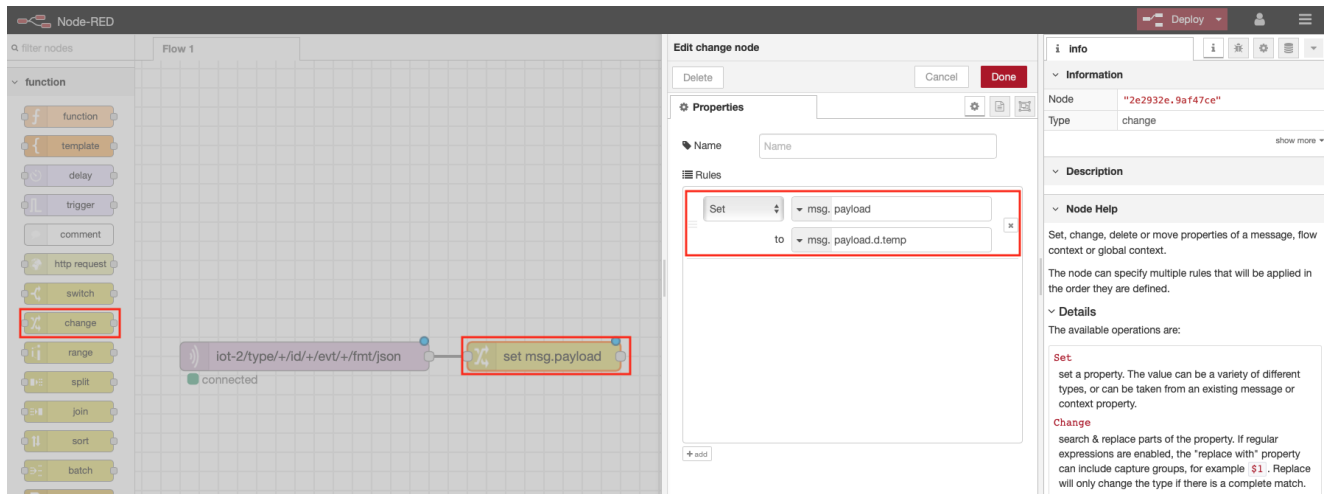 Node-RED
Deploy
filter nodes
function
function
template
delay
trigger
comment
http request
switch
change
range
split
join
sort
batch
Flow 1
iot-2/type/+/id/+/evt/+/fmt/json
connected
set msg.payload
Edit change node
Delete
Cancel
Done
Properties
Name
Name
Rules
Set
msg. payload
to
msg. payload.d.temp
add
i info
i
Information
Node
"2e2932e.9af47ce"
Type
change
show more
Description
Node Help
Set, change, delete or move properties of a message, flow
context or global context.
The node can specify multiple rules that will be applied in
the order they are defined.
Details
The available operations are:
Set
set a property. The value can be a variety of different
types, or can be taken from an existing message or
context property.
Change
search & replace parts of the property. If regular
expressions are enabled, the "replace with" property
can include capture groups, for example $1 . Replace
will only change the type if there is a complete match.